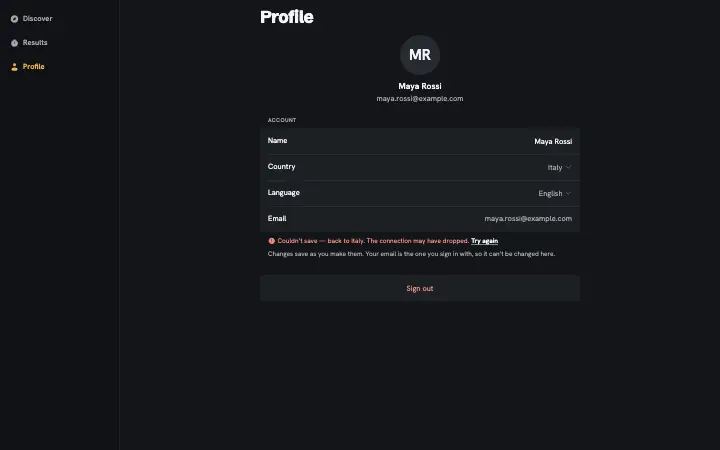 Discover
Results
Profile
Profile
MR
Maya Rossi
maya.rossi@example.com
ACCOUNT
Name Maya Rossi
Country Italy
Language English
Email maya.rossi@example.com
Couldn't save — back to Italy. The connection may have dropped. Try again
Changes save as you make them. Your email is the one you sign in with, so it can't be changed here.
Sign out